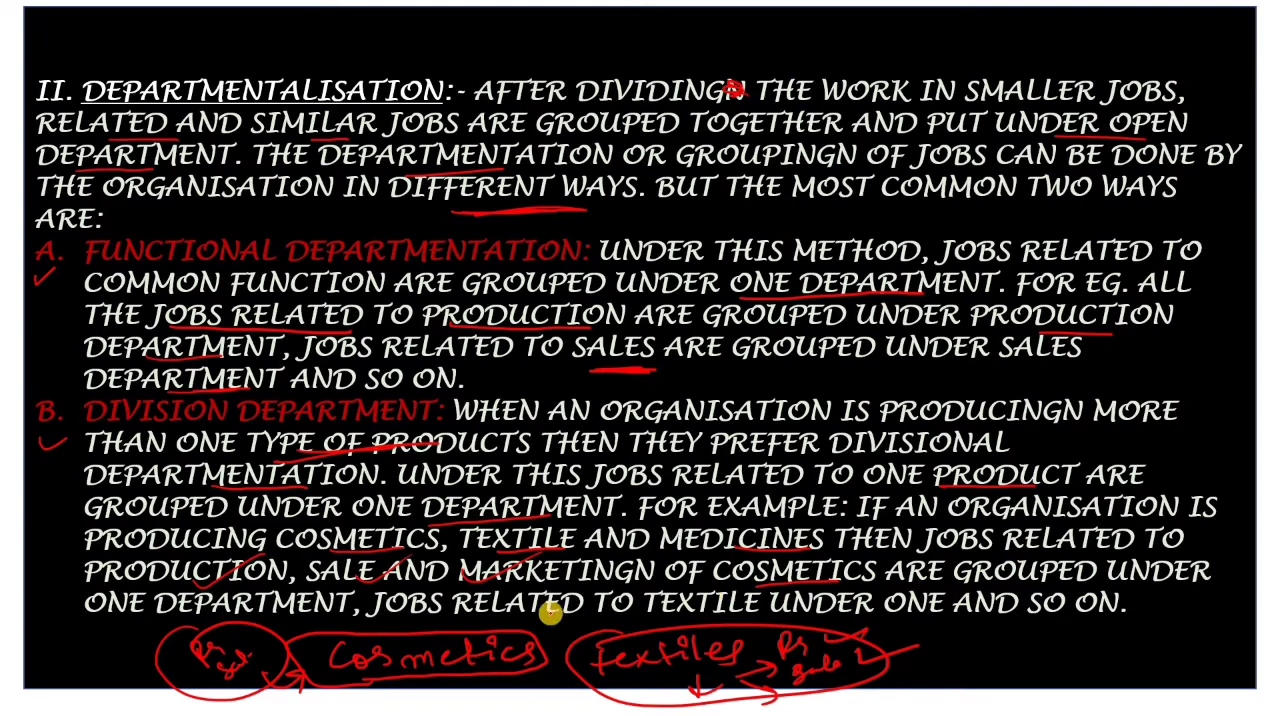 II. DEPARTMENTALISATION:- AFTER DIVIDINGN THE WORK IN SMALLER JOBS,
RELATED AND SIMILAR JOBS ARE GROUPED TOGETHER AND PUT UNDER OPEN
DEPARTMENT. THE DEPARTMENTATION OR GROUPINGN OF JOBS CAN BE DONE BY
THE ORGANISATION IN DIFFERENT WAYS. BUT THE MOST COMMON TWO WAYS
ARE:
A. FUNCTIONAL DEPARTMENTATION: UNDER THIS METHOD, JOBS RELATED TO
COMMON FUNCTION ARE GROUPED UNDER ONE DEPARTMENT. FOR EG. ALL
THE JOBS RELATED TO PRODUCTION ARE GROUPED UNDER PRODUCTION
DEPARTMENT, JOBS RELATED TO SALES ARE GROUPED UNDER SALES
DEPARTMENT AND SO ON.
B. DIVISION DEPARTMENT: WHEN AN ORGANISATION IS PRODUCINGN MORE
THAN ONE TYPE OF PRODUCTS THEN THEY PREFER DIVISIONAL
DEPARTMENTATION. UNDER THIS JOBS RELATED TO ONE PRODUCT ARE
GROUPED UNDER ONE DEPARTMENT. FOR EXAMPLE: IF AN ORGANISATION IS
PRODUCING COSMETICS, TEXTILE AND MEDICINES THEN JOBS RELATED TO
PRODUCTION, SALE AND MARKETINGN OF COSMETICS ARE GROUPED UNDER
ONE DEPARTMENT, JOBS RELATED TO TEXTILE UNDER ONE AND SO ON.
Cosmetics Textiles